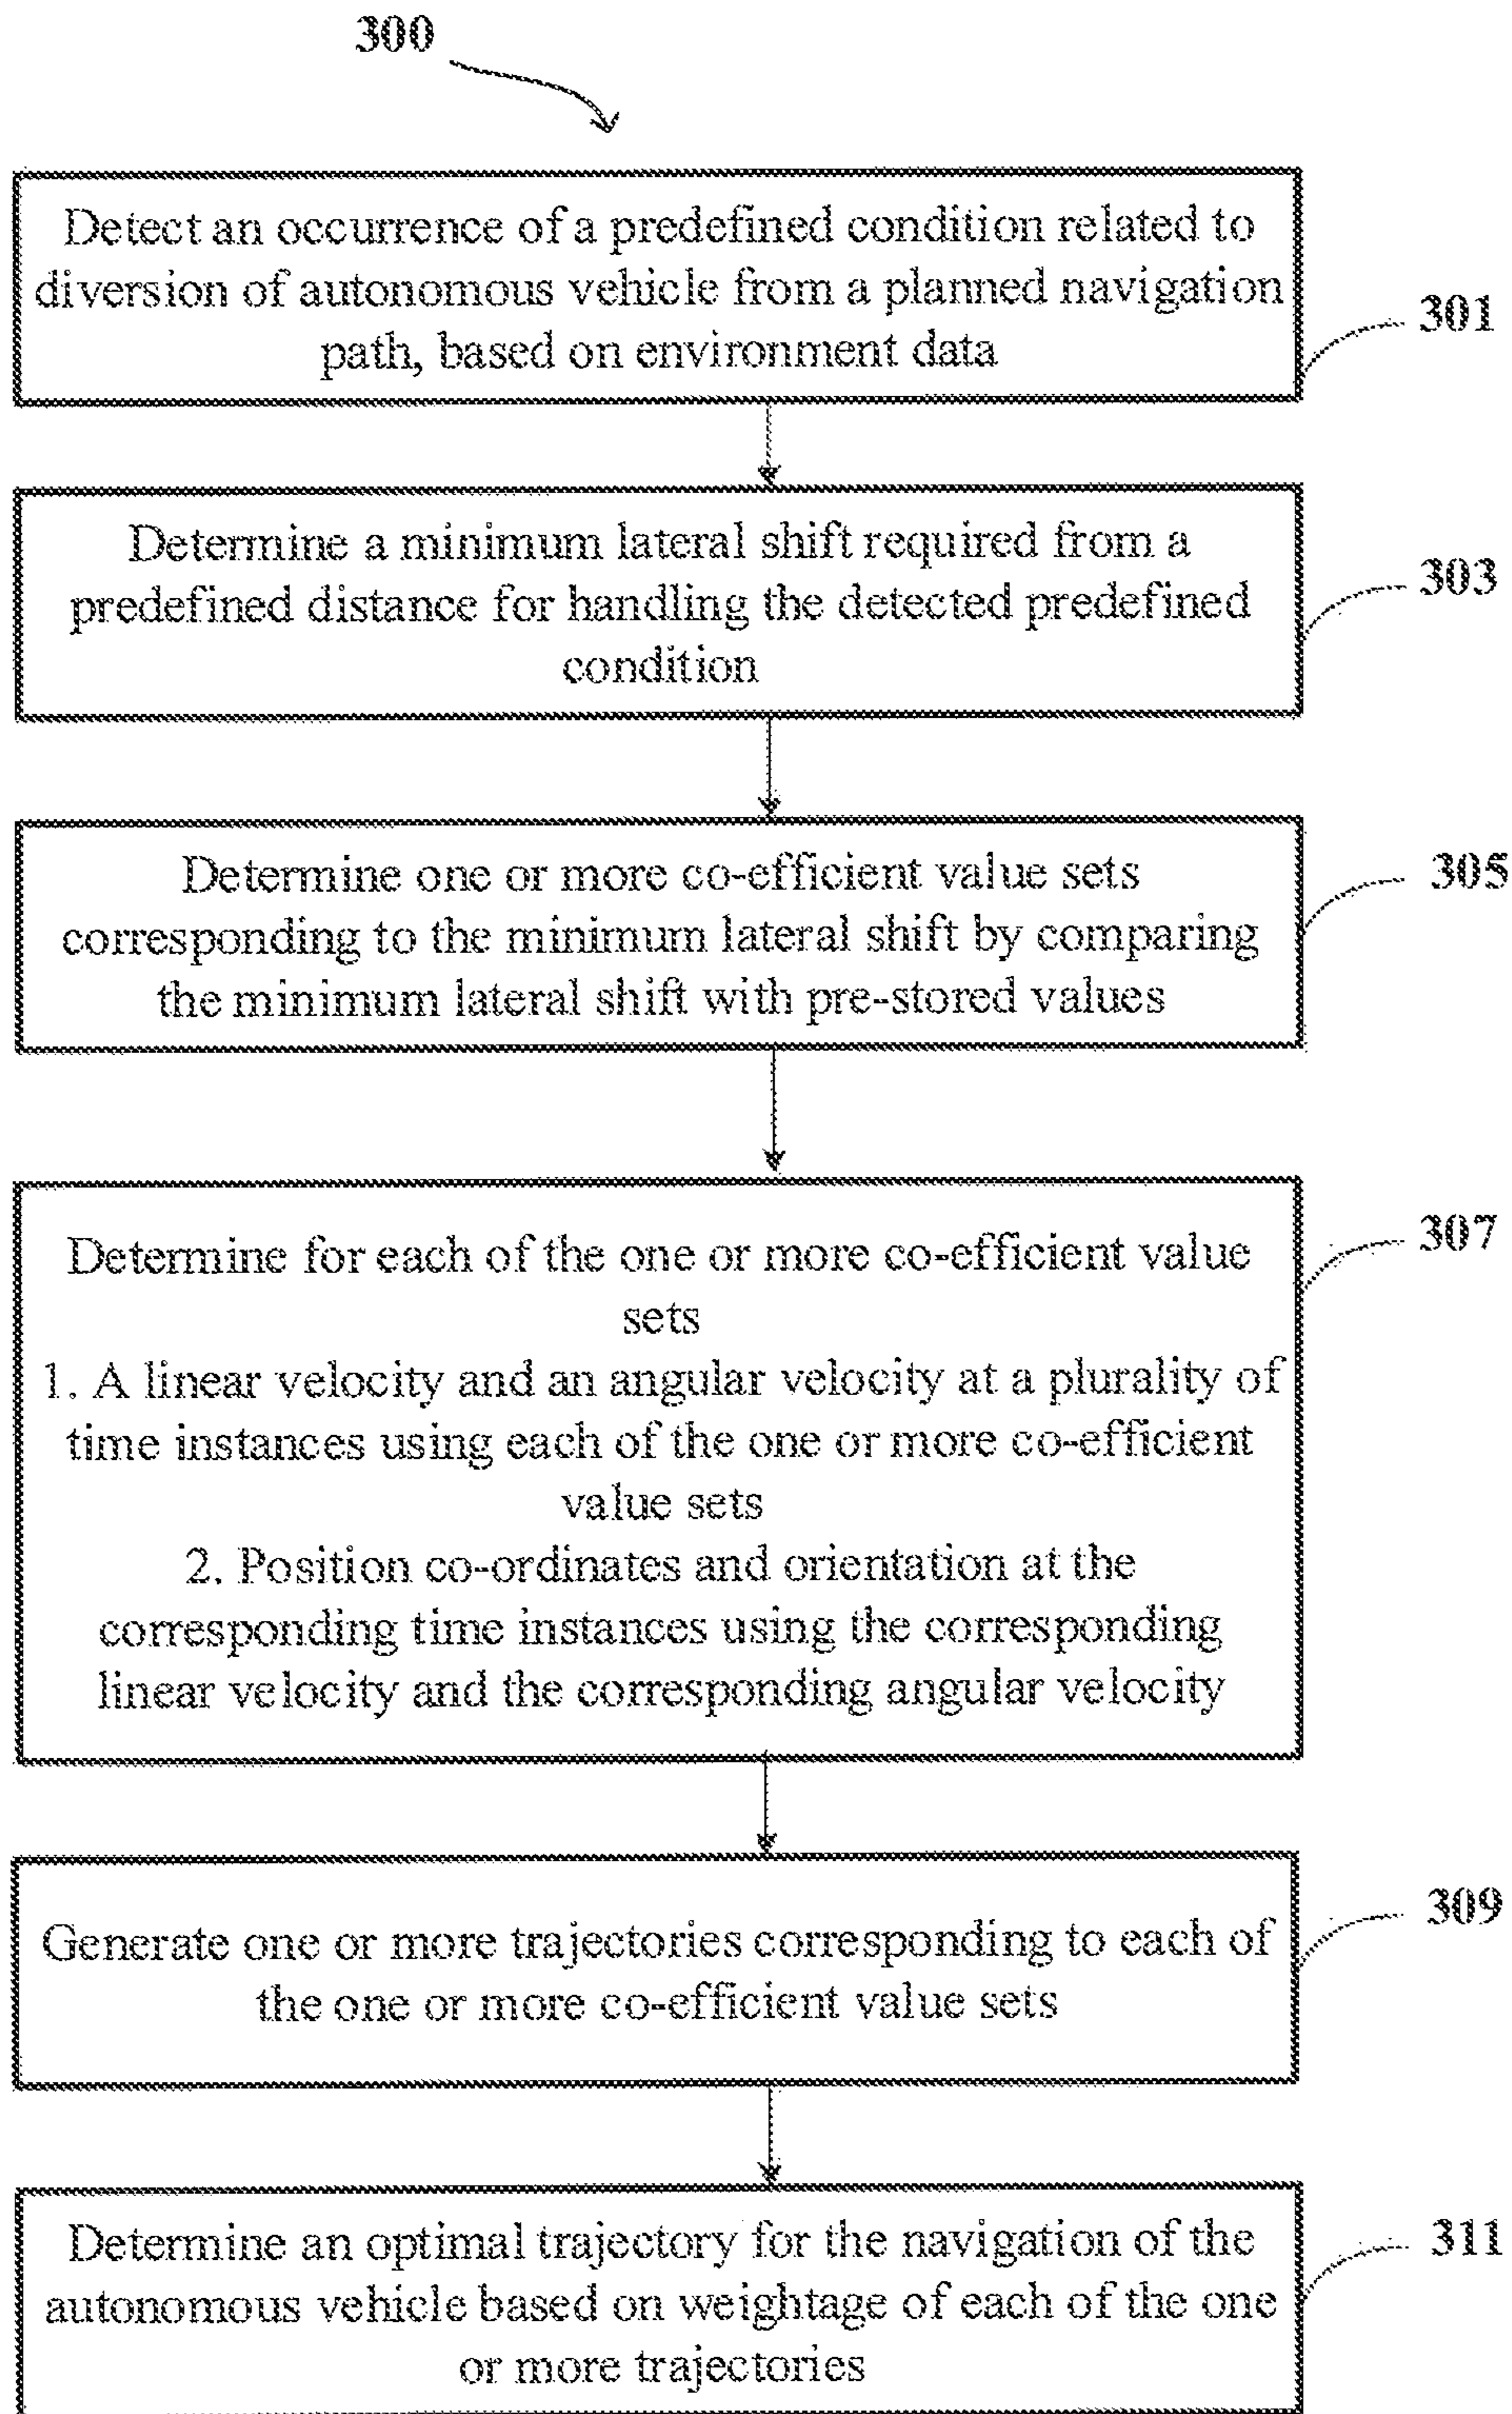 300
Detect an occurrence of a predefined condition related to
diversion of autonomous vehicle from a planned navigation
path, based on environment data
301
Determine a minimum lateral shift required from a
predefined distance for handling the detected predefined
condition
303
Determine one or more co-efficient value sets
corresponding to the minimum lateral shift by comparing
the minimum lateral shift with pre-stored values
305
Determine for each of the one or more co-efficient value
sets
1. A linear velocity and an angular velocity at a plurality of
time instances using each of the one or more co-efficient
value sets
2. Position co-ordinates and orientation at the
corresponding time instances using the corresponding
linear velocity and the corresponding angular velocity
307
Generate one or more trajectories corresponding to each of
the one or more co-efficient value sets
309
Determine an optimal trajectory for the navigation of the
autonomous vehicle based on weightage of each of the one
or more trajectories
311